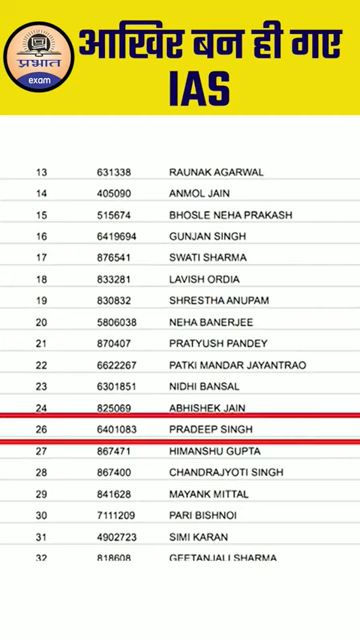 प्रभात
exam
आखिर बन ही गए
IAS
13 631338 RAUNAK AGARWAL
14 405090 ANMOL JAIN
15 515674 BHOSLE NEHA PRAKASH
16 6419694 GUNJAN SINGH
17 876541 SWATI SHARMA
18 833281 LAVISH ORDIA
19 830832 SHRESTHA ANUPAM
20 5806038 NEHA BANERJEE
21 870407 PRATYUSH PANDEY
22 6622267 PATKI MANDAR JAYANTRAO
23 6301851 NIDHI BANSAL
24 825069 ABHISHEK JAIN
26 6401083 PRADEEP SINGH
27 867471 HIMANSHU GUPTA
28 867400 CHANDRAJYOTI SINGH
29 841628 MAYANK MITTAL
30 7111209 PARI BISHNOI
31 4902723 SIMI KARAN
32 818608 GEETANJALI SHARMA